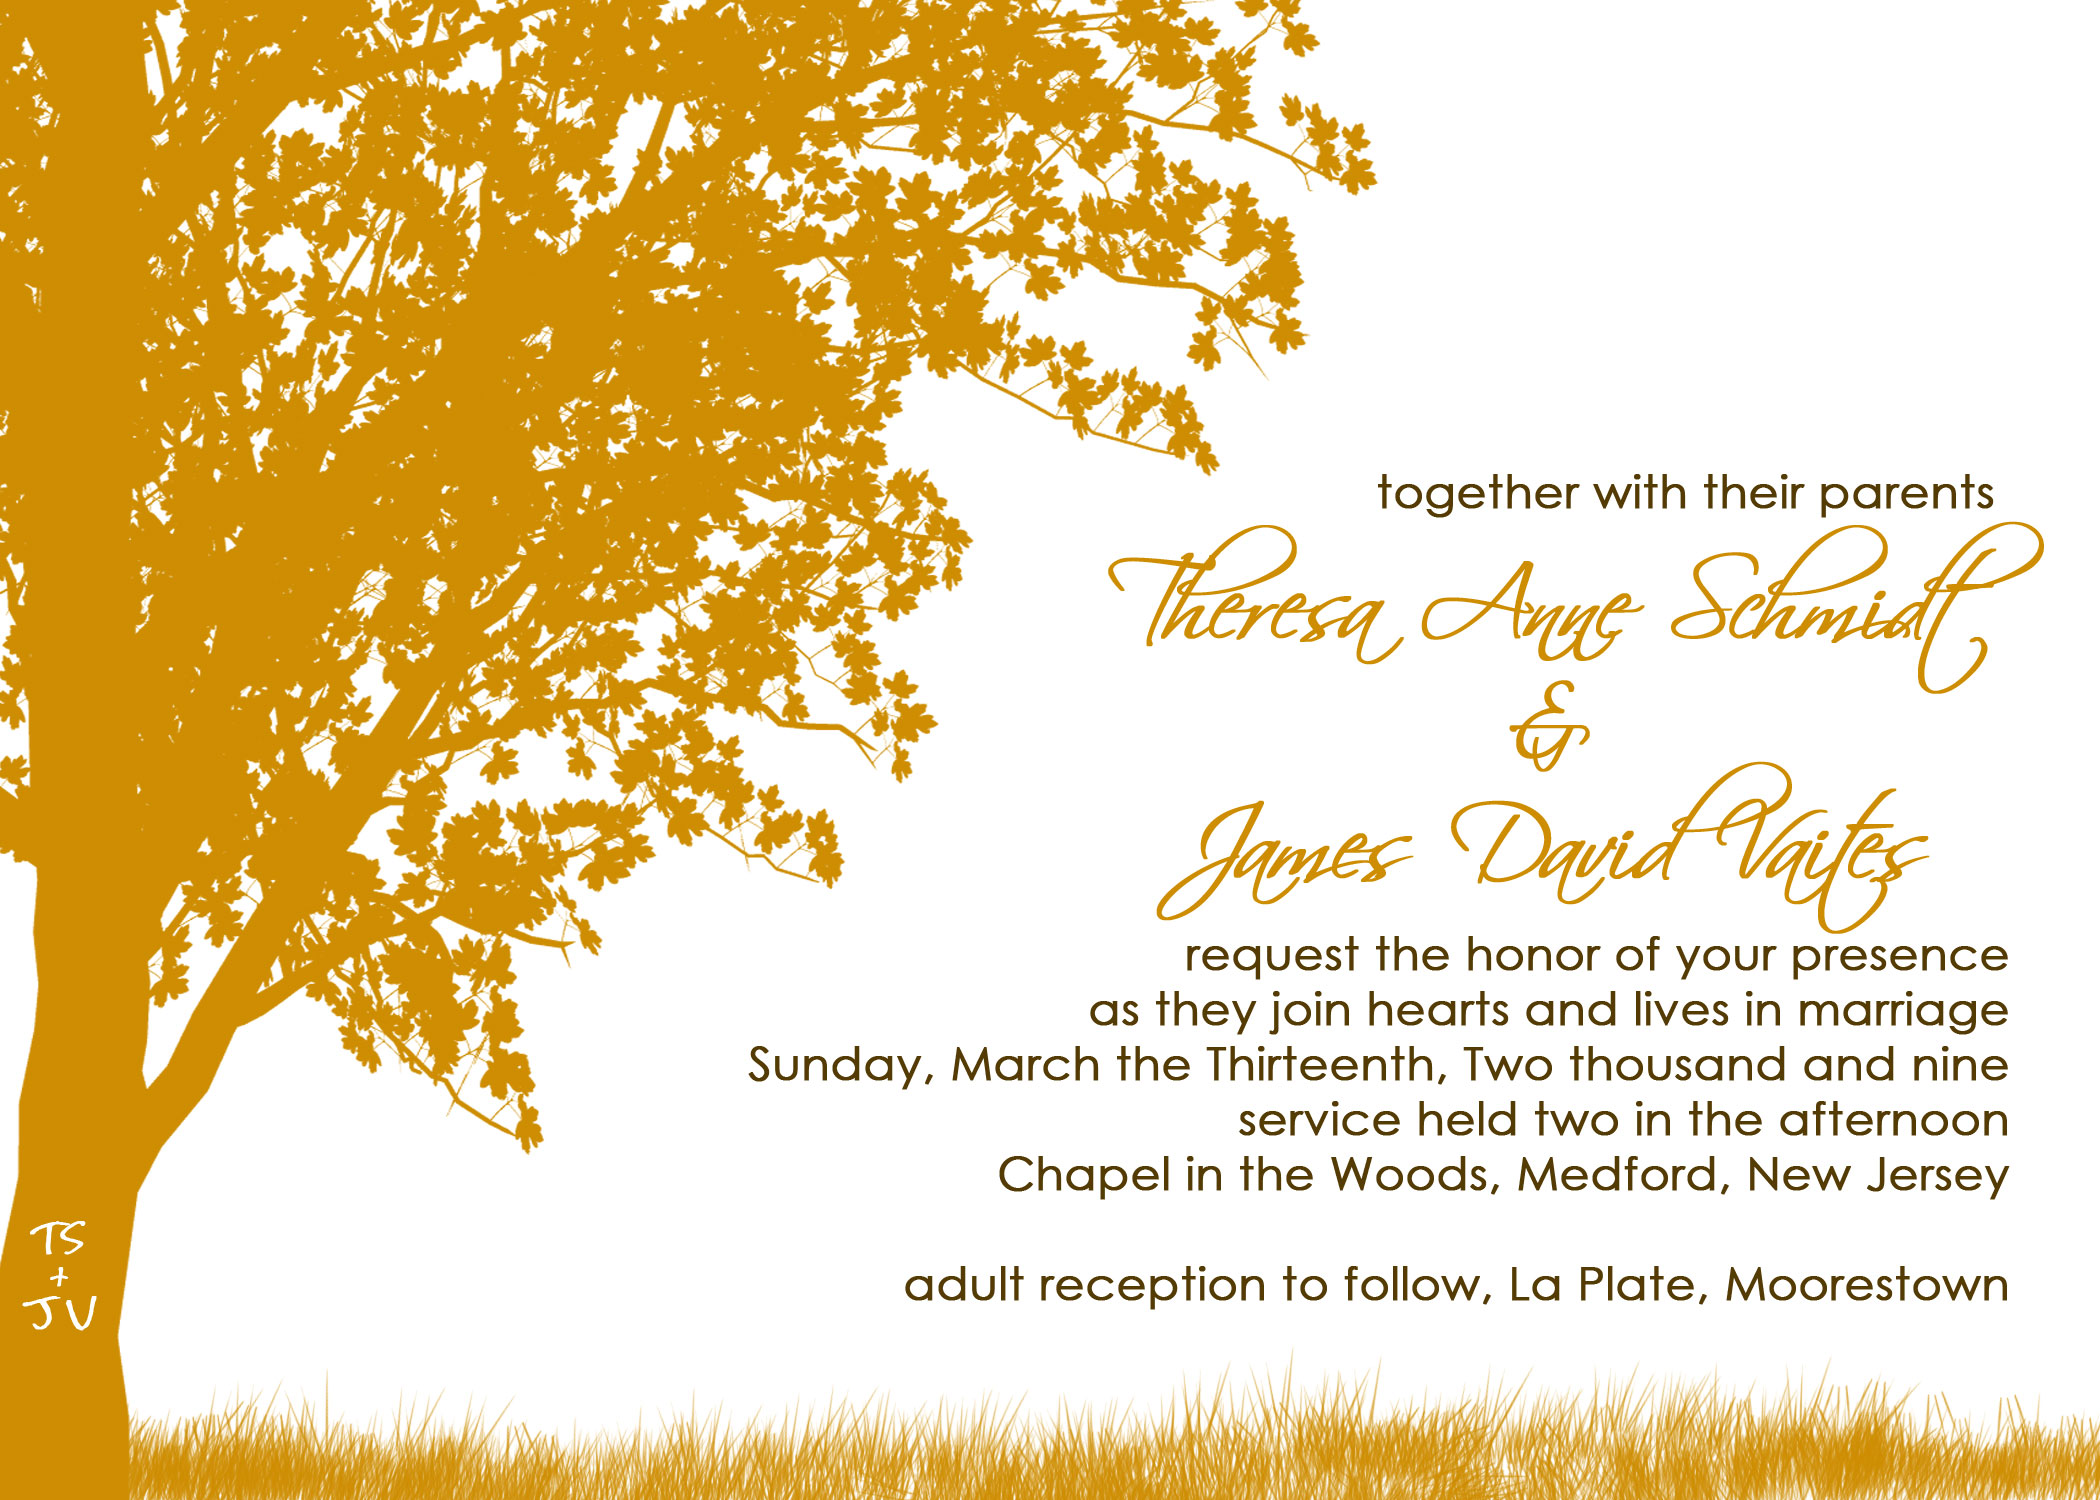 together with their parents
Theresa Anne Schmidt
&
James David Vaites
request the honor of your presence
as they join hearts and lives in marriage
Sunday, March the Thirteenth, Two thousand and nine
service held two in the afternoon
Chapel in the Woods, Medford, New Jersey
adult reception to follow, La Plate, Moorestown
TS
+
JV